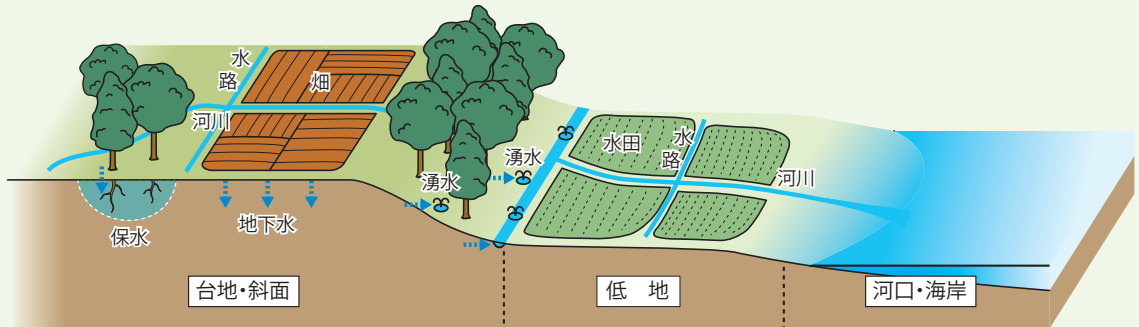 水路
畑
河川
湧水
湧水
水田
水路
河川
保水
地下水
台地・斜面
低 地
河口・海岸